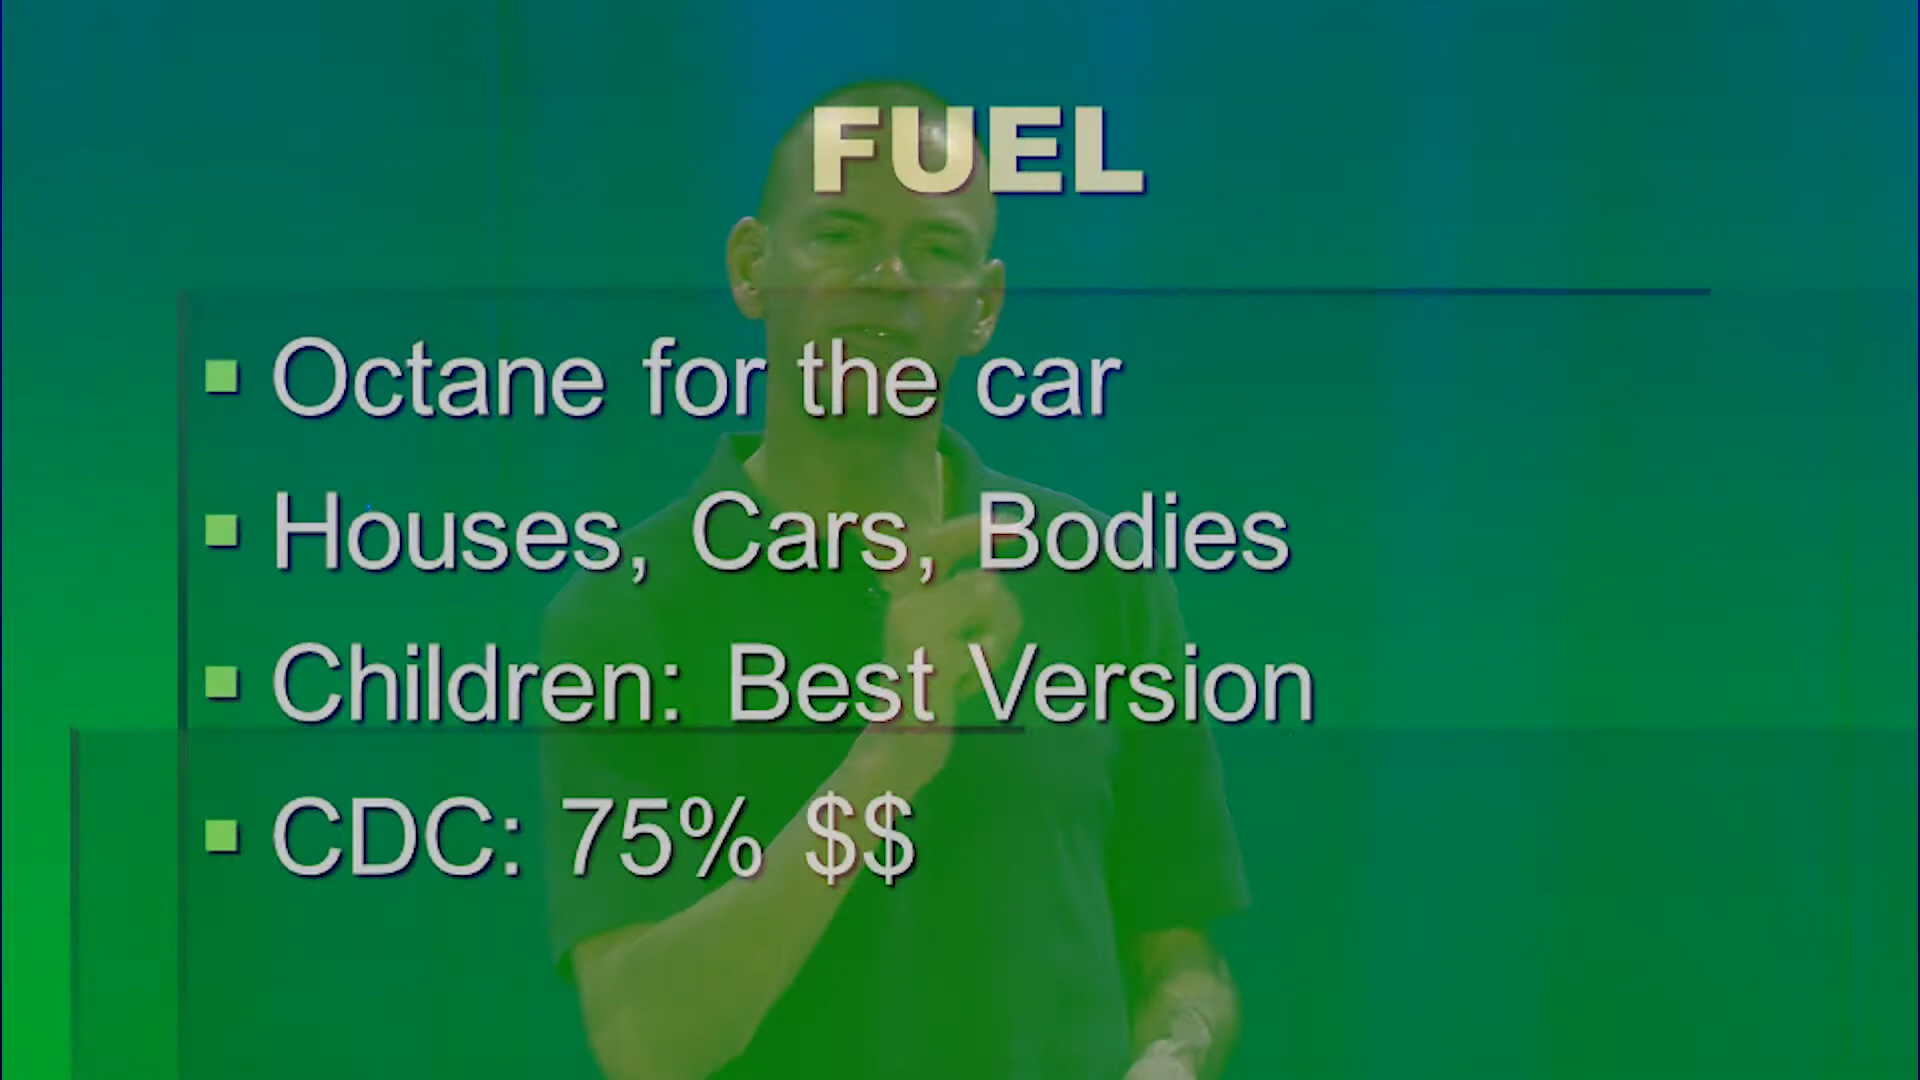 FUEL
Octane for the car
Houses, Cars, Bodies
Children: Best Version
CDC: 75% $$